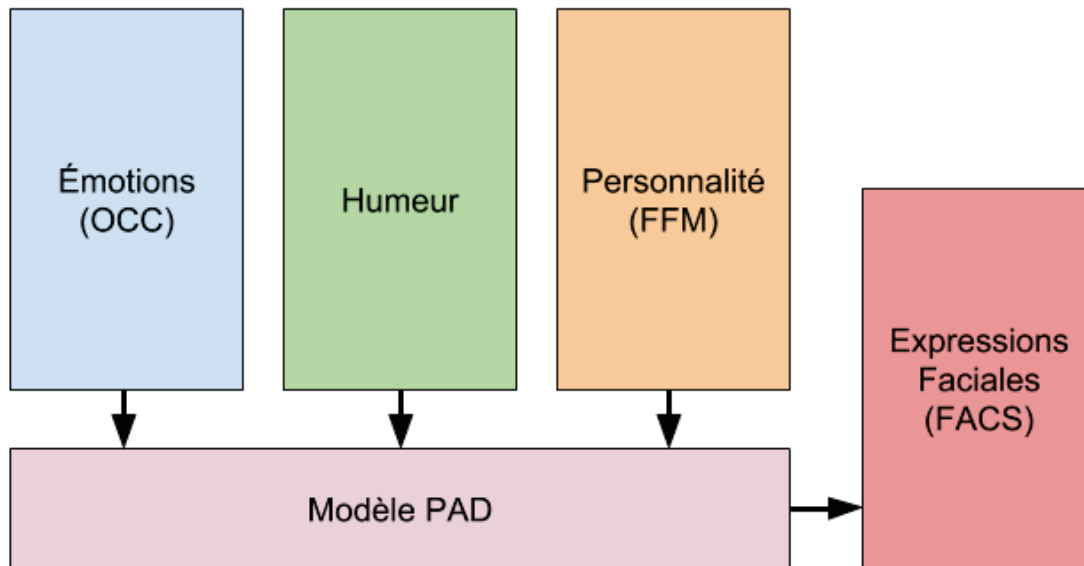 Émotions
(OCC)
Humeur
Personnalité
(FFM)
Expressions
Faciales
(FACS)
Modèle PAD